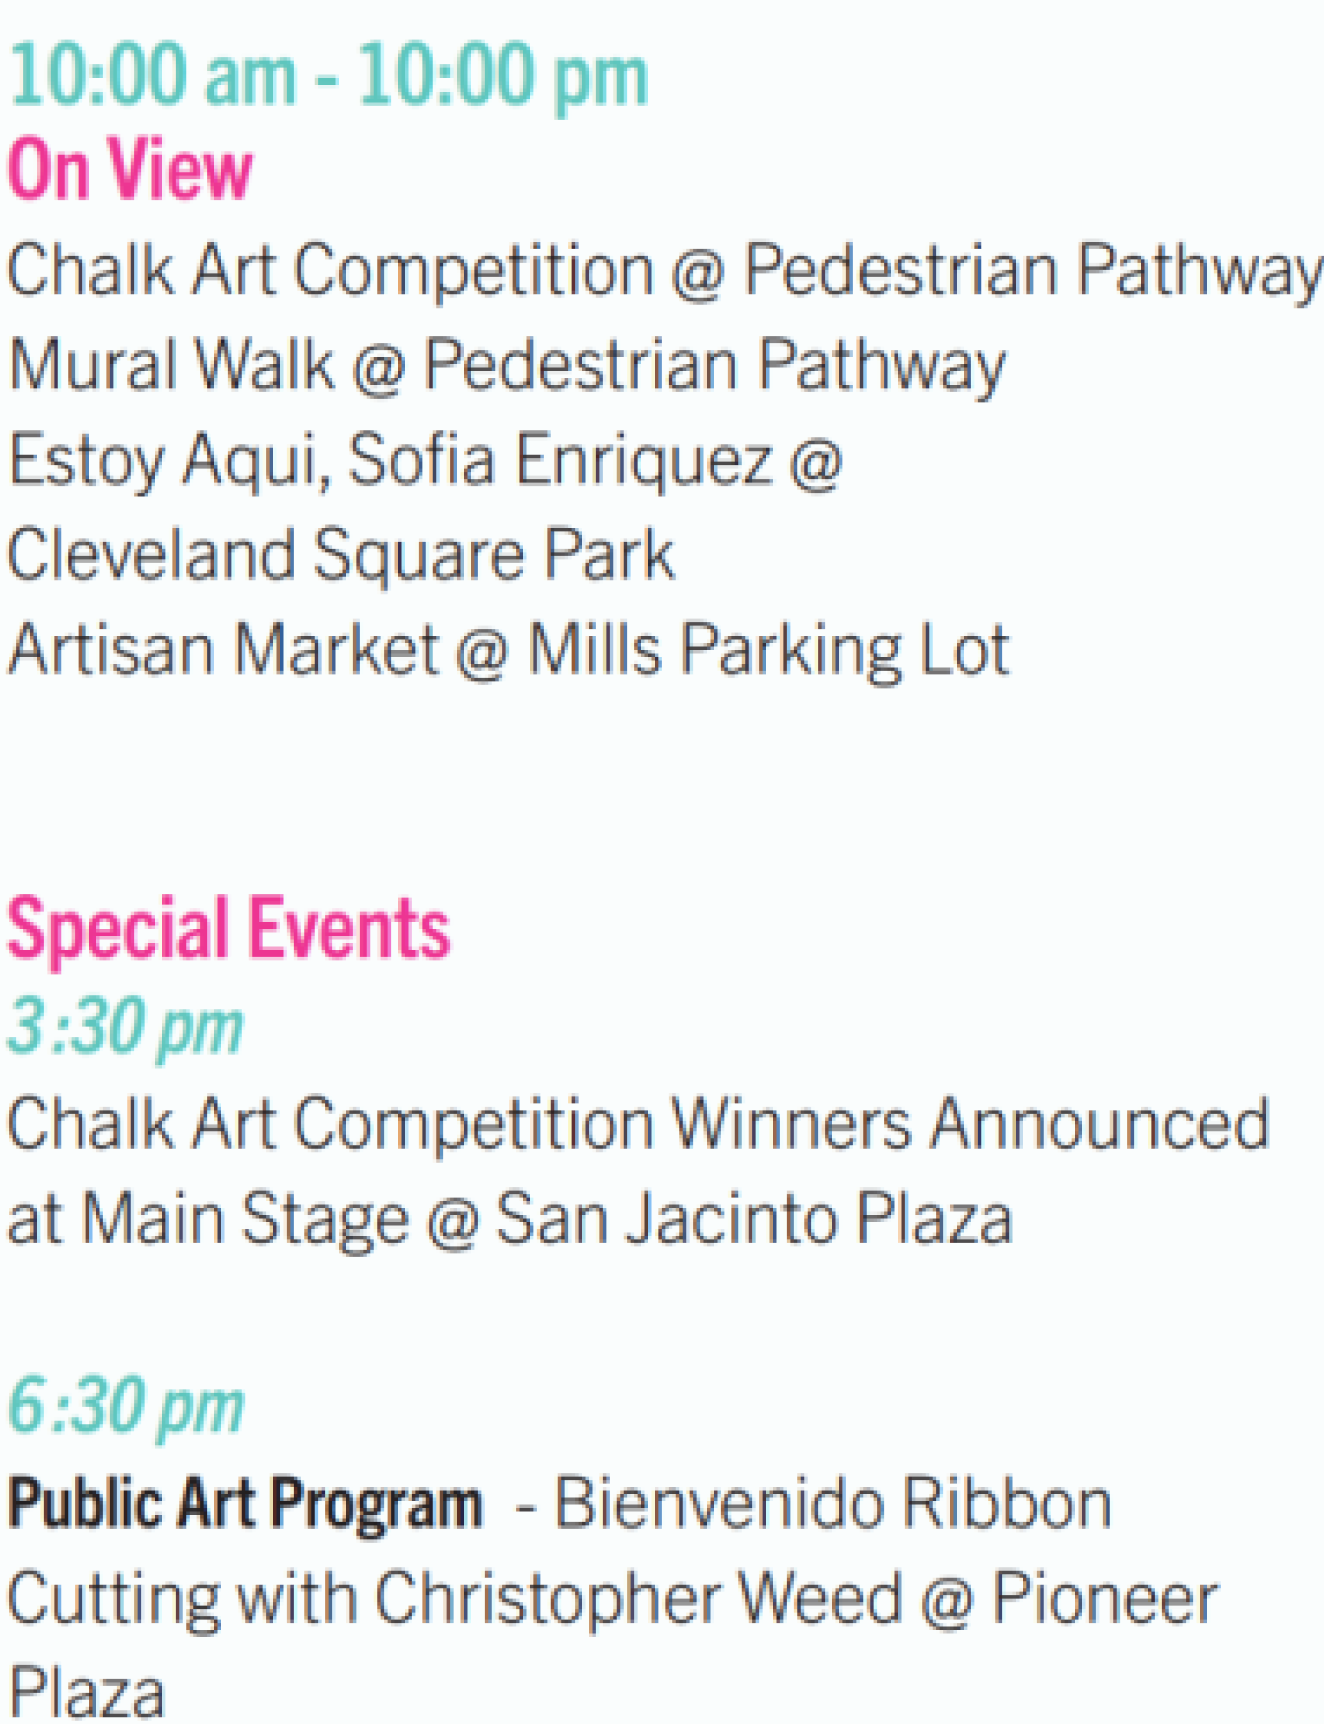 10:00 am - 10:00 pm
On View
Chalk Art Competition @ Pedestrian Pathway
Mural Walk @ Pedestrian Pathway
Estoy Aqui, Sofia Enriquez @
Cleveland Square Park
Artisan Market @ Mills Parking Lot
Special Events
3:30 pm
Chalk Art Competition Winners Announced
at Main Stage @ San Jacinto Plaza
6:30 pm
Public Art Program - Bienvenido Ribbon
Cutting with Christopher Weed @ Pioneer
Plaza